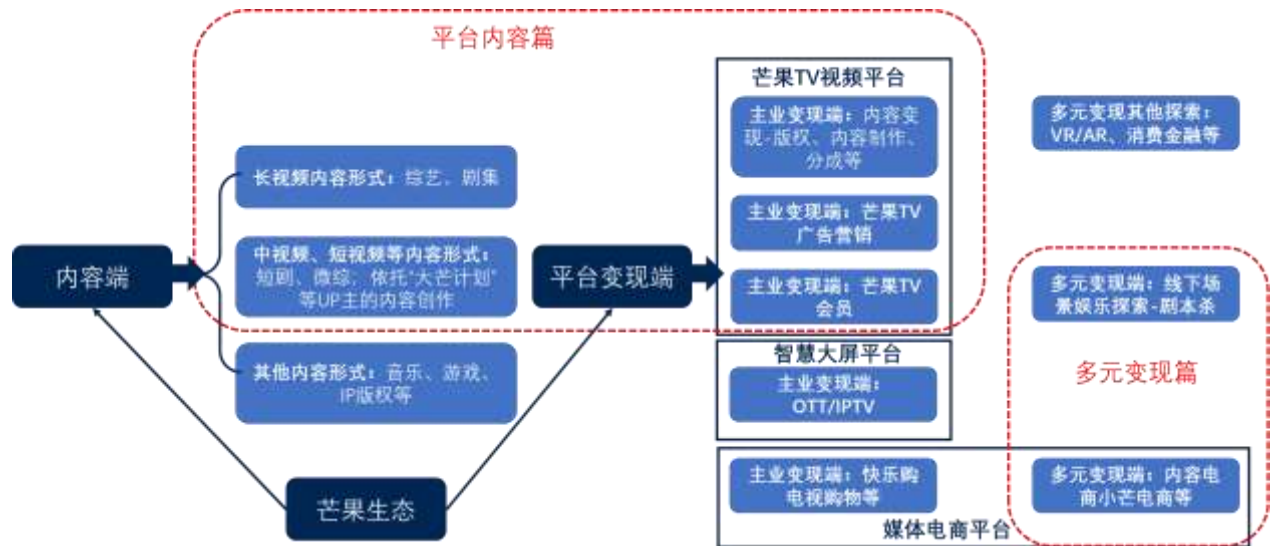 平台内容篇
芒果TV视频平台
主业变现端：内容变
现-版权、内容制作、
分成等
多元变现其他探索：
VR/AR、消费金融等
长视频内容形式：综艺、剧集
主业变现端：芒果TV
广告营销
内容端
中视频、短视频等内容形式：
短剧、微综；依托“大芒计划”
等UP主的内容创作
平台变现端
主业变现端：芒果TV
会员
多元变现端：线下场
景娱乐探索-剧本杀
其他内容形式：音乐、游戏、
IP版权等
智慧大屏平台
主业变现端：
OTT/IPTV
多元变现篇
芒果生态
主业变现端：快乐购
电视购物等
多元变现端：内容电
商小芒电商等
媒体电商平台